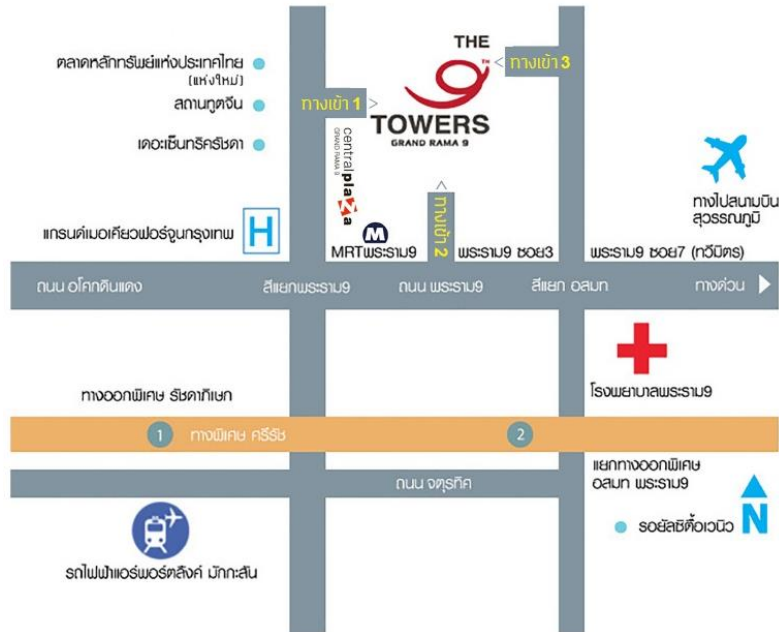 THE
9 TM
TOWERS
GRAND RAMA 9
ตลาดหลักทรัพย์แห่งประเทศไทย
(แห่งใหม่)
สถานทูตจีน
เดอะเซ็นทริครัชดา
ทางเข้า 1 >
< ทางเข้า 3
centralplaza
GRAND RAMA 9
แกรนด์เมอเคียวฟอร์จูนกรุงเทพ
H
M
MRTพระราม9
ทางเข้า 2 >
พระราม9 ซอย3
ทางไปสนามบิน
สุวรรณภูมิ
พระราม9 ซอย7 (ทวีมิตร)
ถนน อโศกดินแดง
สี่แยกพระราม9
ถนน พระราม9
สี่แยก อสมท
ทางด่วน
โรงพยาบาลพระราม9
ทางออกพิเศษ รัชดาภิเษก
1
ทางพิเศษ ศรีรัช
2
แยกทางออกพิเศษ
อสมท พระราม9
ถนน จตุรทิศ
N
รอยัลซิตี้อเวนิว
รถไฟฟ้าแอร์พอร์ตลิงค์ มักกะสัน